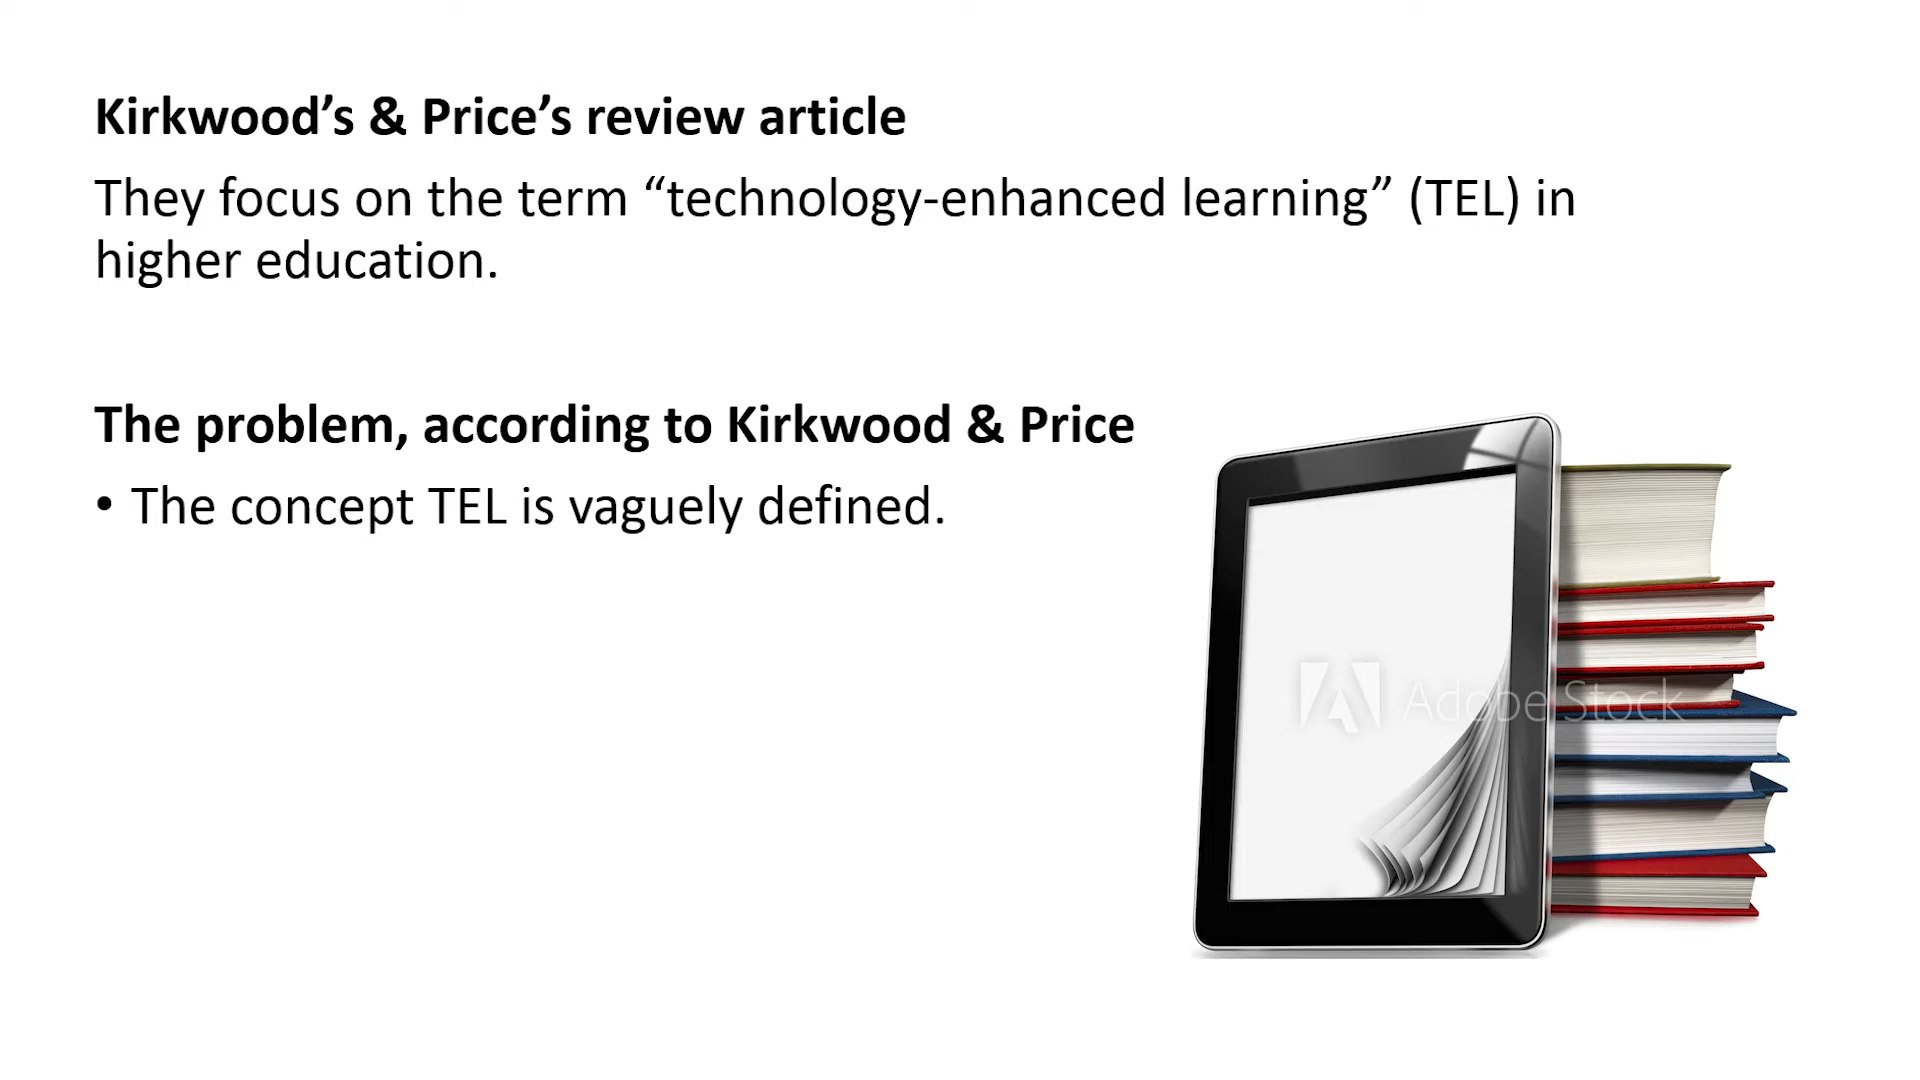 Kirkwood’s & Price’s review article
They focus on the term “technology-enhanced learning” (TEL) in
higher education.
The problem, according to Kirkwood & Price
• The concept TEL is vaguely defined.
Adobe Stock